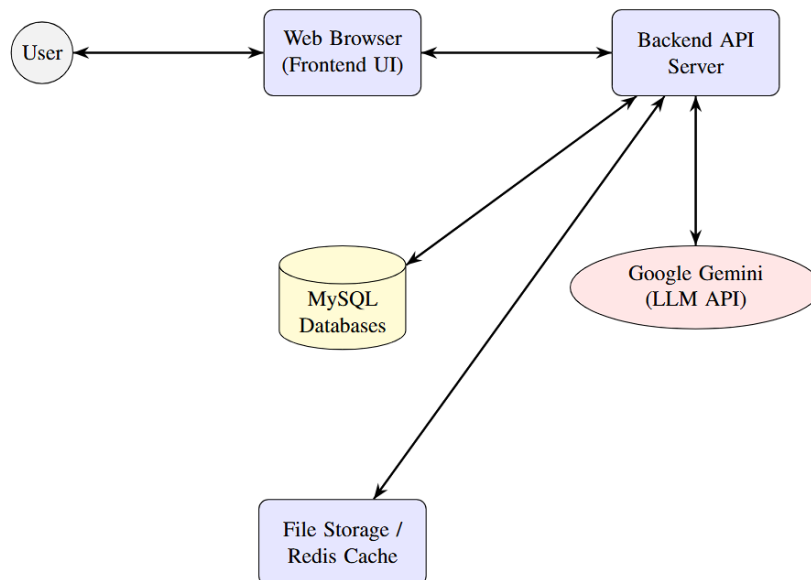 User
Web Browser
(Frontend UI)
Backend API
Server
MySQL
Databases
Google Gemini
(LLM API)
File Storage /
Redis Cache